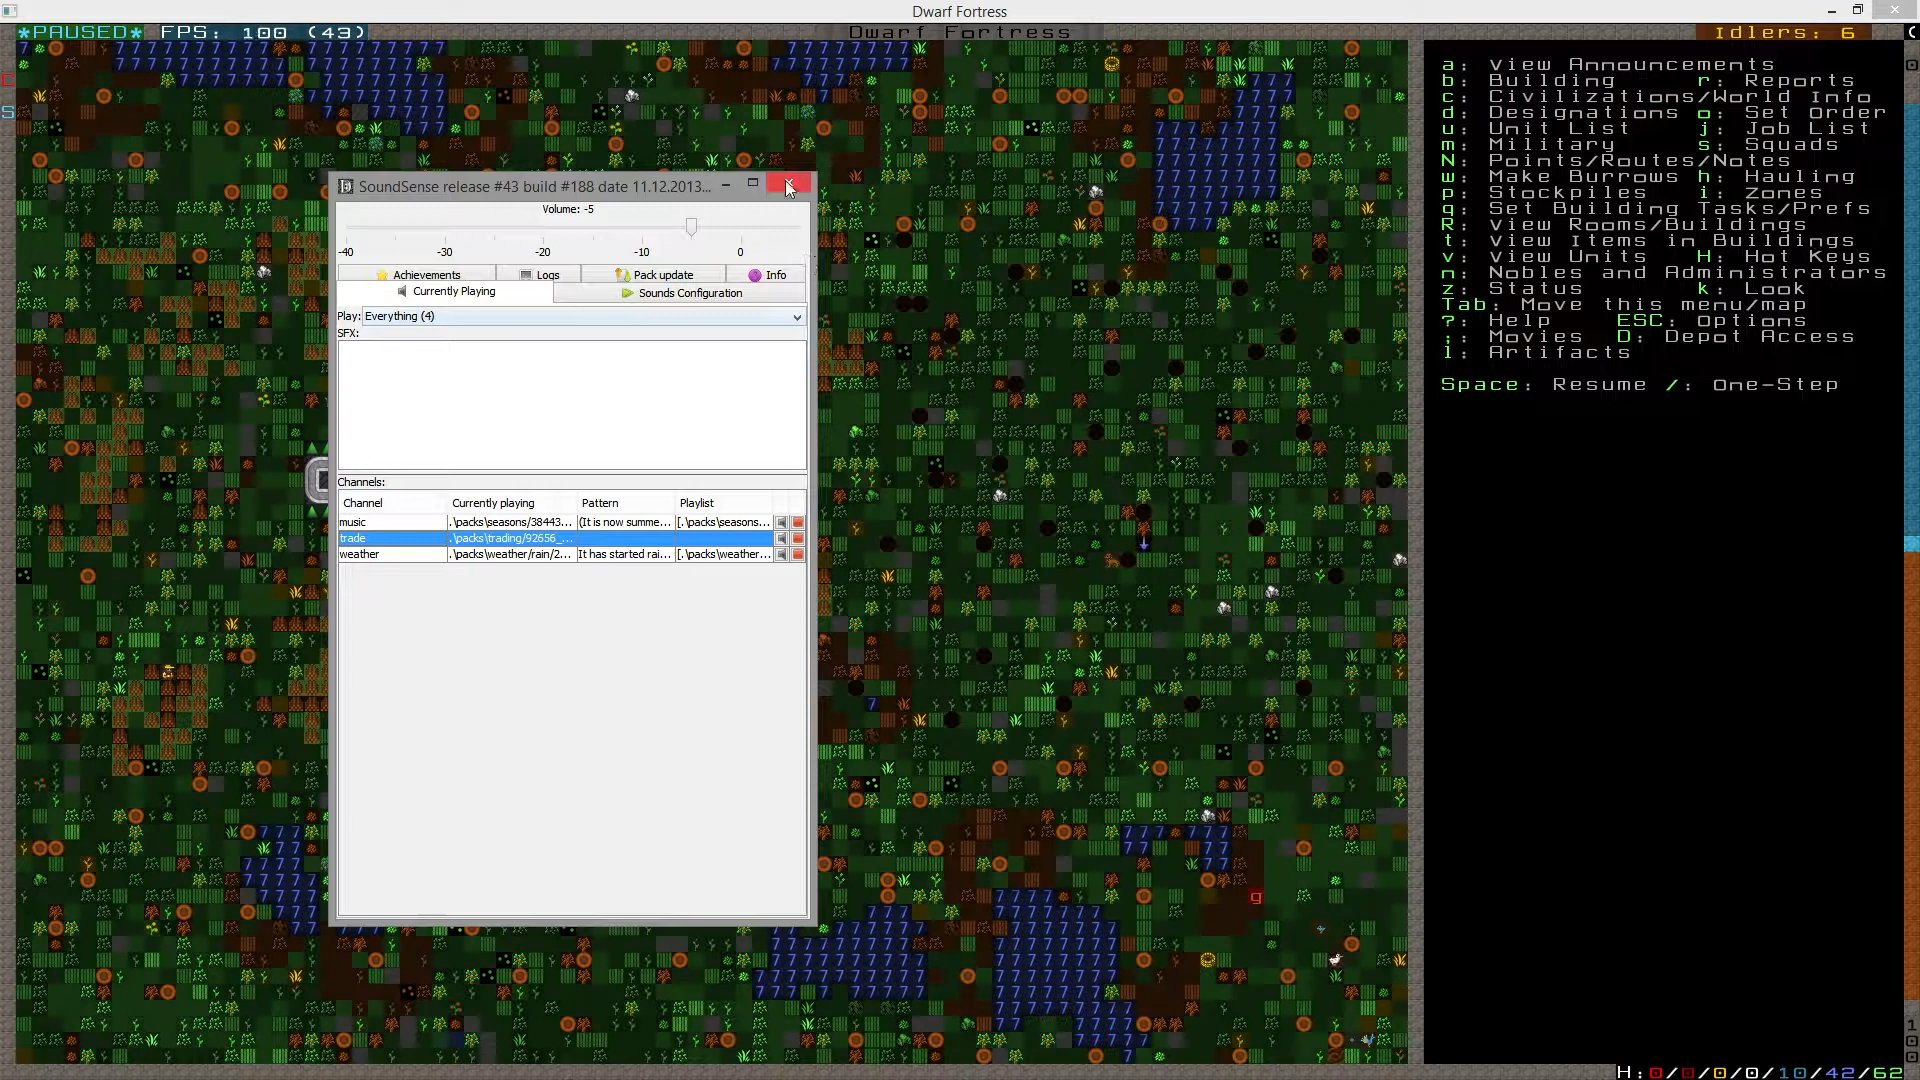 Dwarf Fortress
*PAUSED* FPS: 100 (43) Dwarf Fortress Idlers: 6
SoundSense release #43 build #188 date 11.12.2013...
Volume: -5
-40 -30 -20 -10 0
Achievements Logs Pack update Info
Currently Playing Sounds Configuration
Play: Everything (4)
SFX:
Channels:
Channel Currently playing Pattern Playlist
music .\packs\seasons/38443... (It is now summe... [.\packs\seasons...
trade .\packs\trading/92656_...
weather .\packs\weather/rain/2... It has started rai... [.\packs\weather...
a: View Announcements
b: Building r: Reports
c: Civilizations/World Info
d: Designations o: Set Order
u: Unit List j: Job List
m: Military s: Squads
N: Points/Routes/Notes
w: Make Burrows h: Hauling
p: Stockpiles i: Zones
q: Set Building Tasks/Prefs
R: View Rooms/Buildings
t: View Items in Buildings
v: View Units H: Hot Keys
n: Nobles and Administrators
z: Status k: Look
Tab: Move this menu/map
?: Help ESC: Options
;: Movies D: Depot Access
l: Artifacts
Space: Resume /: One-Step
H:0/0/0/0/10/42/62